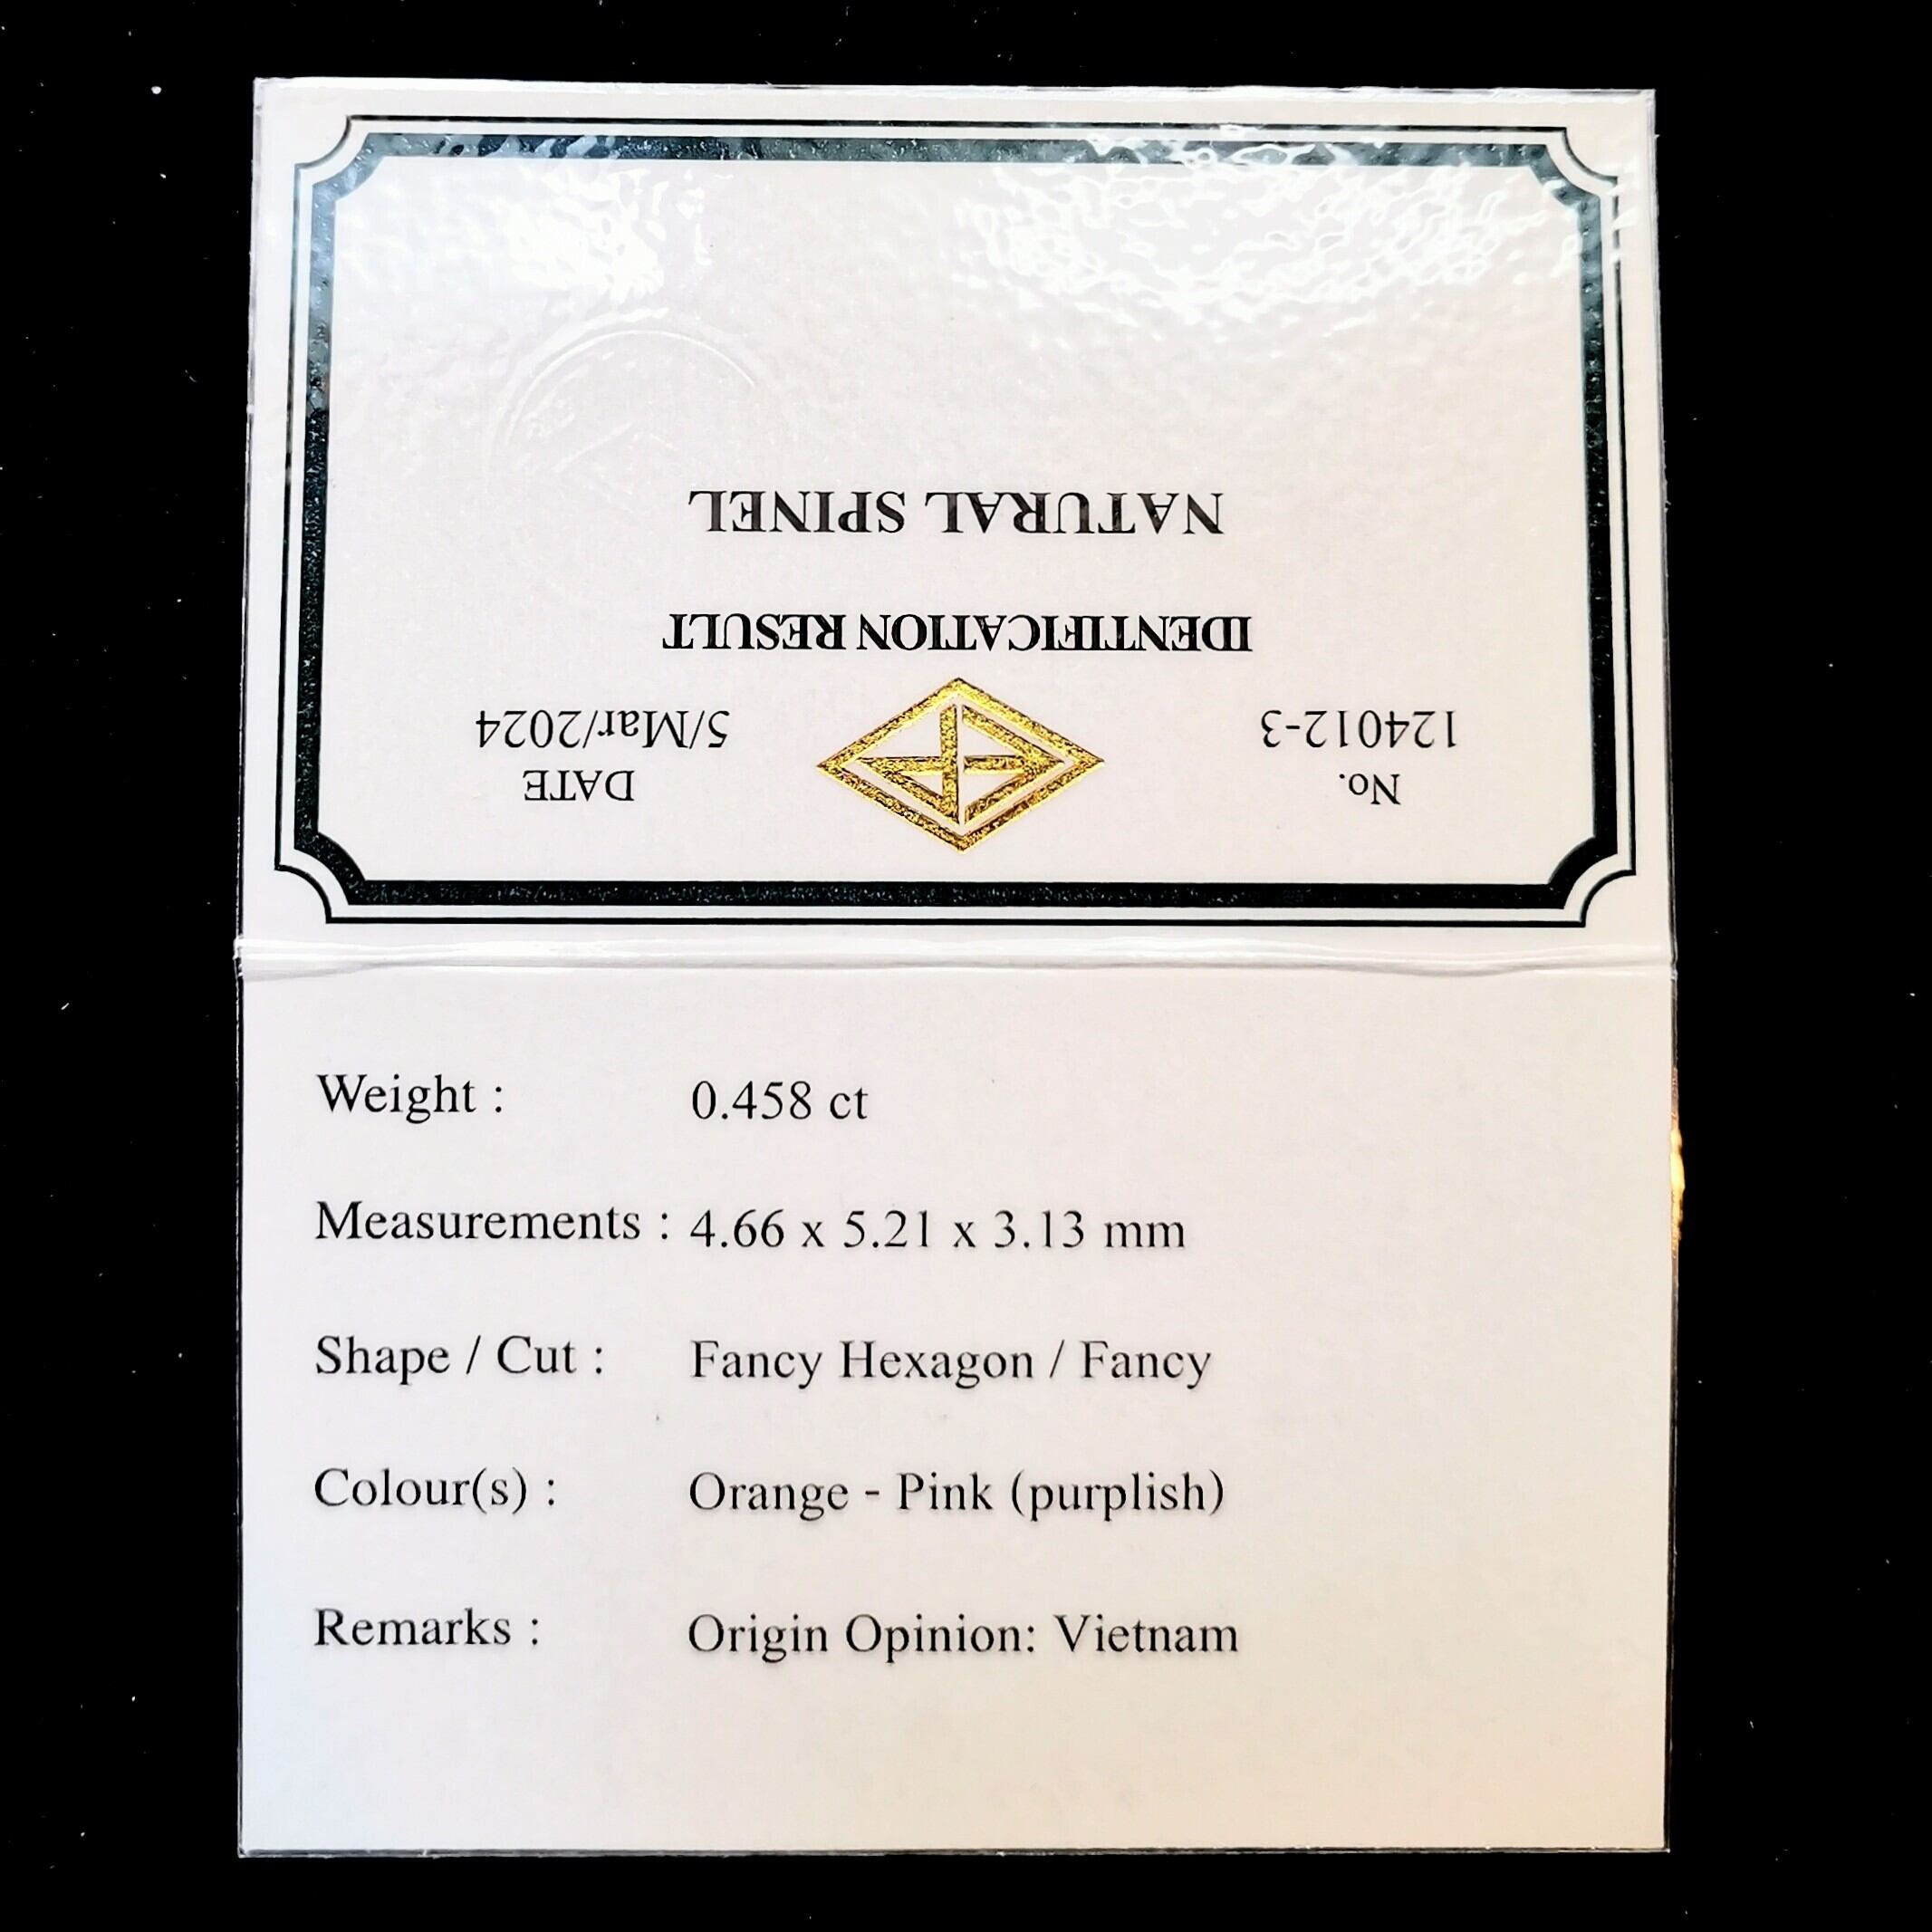 No.
124012-3
DATE
5/Mar/2024
IDENTIFICATION RESULT
NATURAL SPINEL
Weight : 0.458 ct
Measurements : 4.66 x 5.21 x 3.13 mm
Shape / Cut : Fancy Hexagon / Fancy
Colour(s) : Orange - Pink (purplish)
Remarks : Origin Opinion: Vietnam